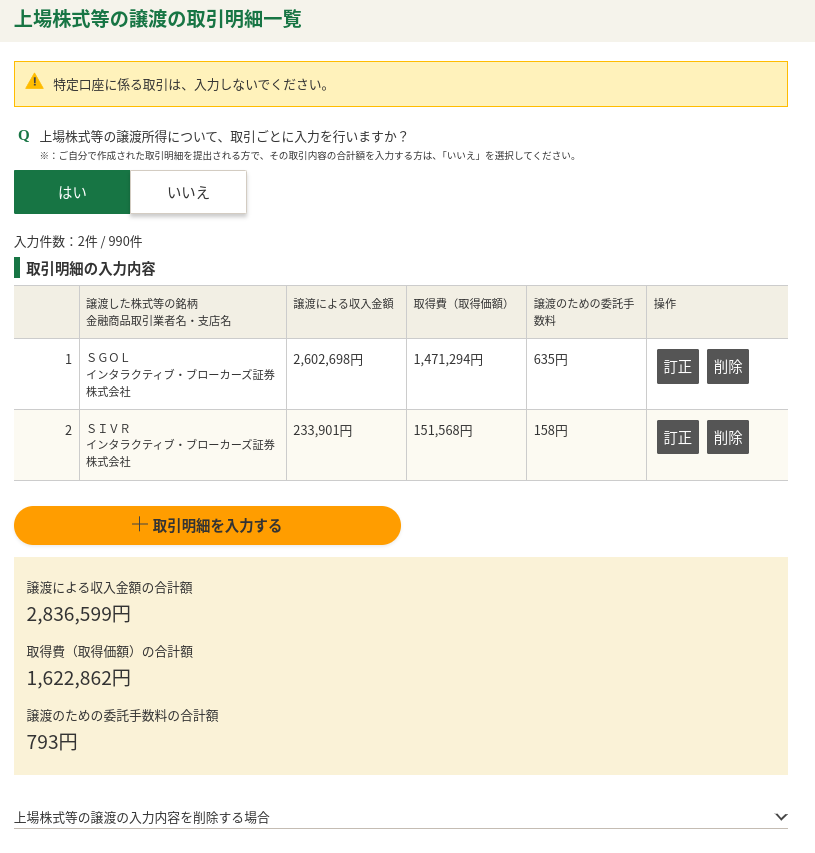 上場株式等の譲渡の取引明細一覧
特定口座に係る取引は、入力しないでください。
Q 上場株式等の譲渡所得について、取引ごとに入力を行いますか？
※：ご自分で作成された取引明細を提出される方で、その取引内容の合計額を入力する方は、「いいえ」を選択してください。
はい いいえ
入力件数：2件 / 990件
取引明細の入力内容
譲渡した株式等の銘柄
金融商品取引業者名・支店名
譲渡による収入金額
取得費（取得価額）
譲渡のための委託手
数料
操作
1
ＳＧＯＬ
インタラクティブ・ブローカーズ証券
株式会社
2,602,698円
1,471,294円
635円
訂正 削除
2
ＳＩＶＲ
インタラクティブ・ブローカーズ証券
株式会社
233,901円
151,568円
158円
訂正 削除
取引明細を入力する
譲渡による収入金額の合計額
2,836,599円
取得費（取得価額）の合計額
1,622,862円
譲渡のための委託手数料の合計額
793円
上場株式等の譲渡の入力内容を削除する場合